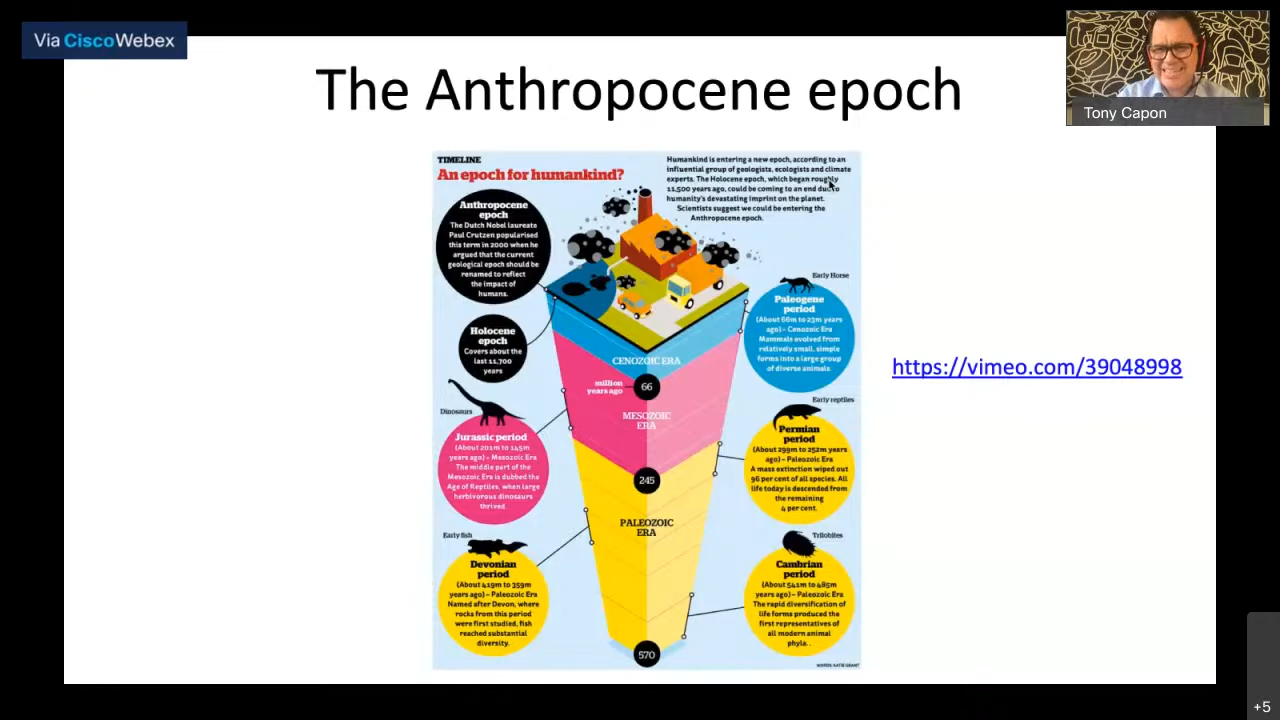 Via Cisco Webex
Tony Capon
The Anthropocene epoch
TIMELINE
An epoch for humankind?
Humankind is entering a new epoch, according to an
influential group of geologists, ecologists and climate
experts. The Holocene epoch, which began roughly
11,500 years ago, could be coming to an end due to
humanity's devastating imprint on the planet.
Scientists suggest we could be entering the
Anthropocene epoch.
Anthropocene
epoch
The Dutch Nobel laureate
Paul Crutzen popularised
this term in 2000 when he
argued that the current
geological epoch should be
renamed to reflect
the impact of
humans.
Holocene
epoch
Covers about the
last 11,700
years
Early Horse
Paleogene
period
(About 66m to 23m years
ago) – Cenozoic Era
Mammals evolved from
relatively small, simple
forms into a large group
of diverse animals.
CENOZOIC ERA
million
years ago
66
MESOZOIC
ERA
https://vimeo.com/39048998
Dinosaurs
Jurassic period
(About 201m to 145m
years ago) – Mesozoic Era
The middle part of the
Mesozoic Era is dubbed the
Age of Reptiles, when large
herbivorous dinosaurs
thrived.
Early reptiles
Permian
period
(About 299m to 252m years
ago) – Paleozoic Era
A mass extinction wiped out
96 per cent of all species. All
life today is descended from
the remaining
4 per cent.
245
PALEOZOIC
ERA
Early fish
Devonian
period
(About 419m to 359m
years ago) – Paleozoic Era
Named after Devon, where
rocks from this period
were first studied, fish
reached substantial
diversity.
Trilobites
Cambrian
period
(About 541m to 485m
years ago) – Paleozoic Era
The rapid diversification of
life forms produced the
first representatives of
all modern animal
phyla. .
570
WORDS: KATIE GRANT
+5